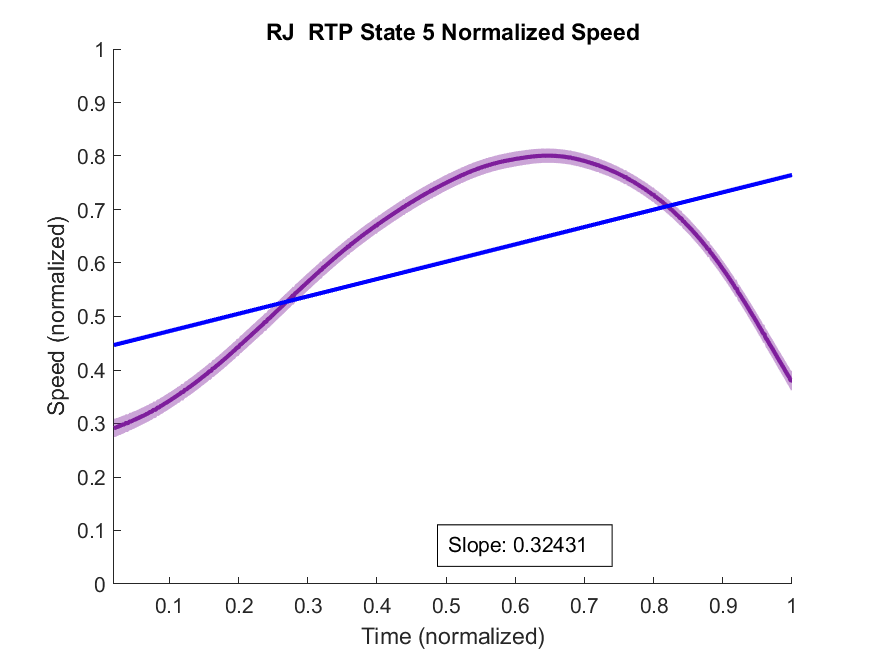 RJ  RTP State 5 Normalized Speed
1
0.9
0.8
0.7
0.6
0.5
0.4
0.3
0.2
0.1
0
Speed (normalized)
Slope: 0.32431
0.1 0.2 0.3 0.4 0.5 0.6 0.7 0.8 0.9 1
Time (normalized)